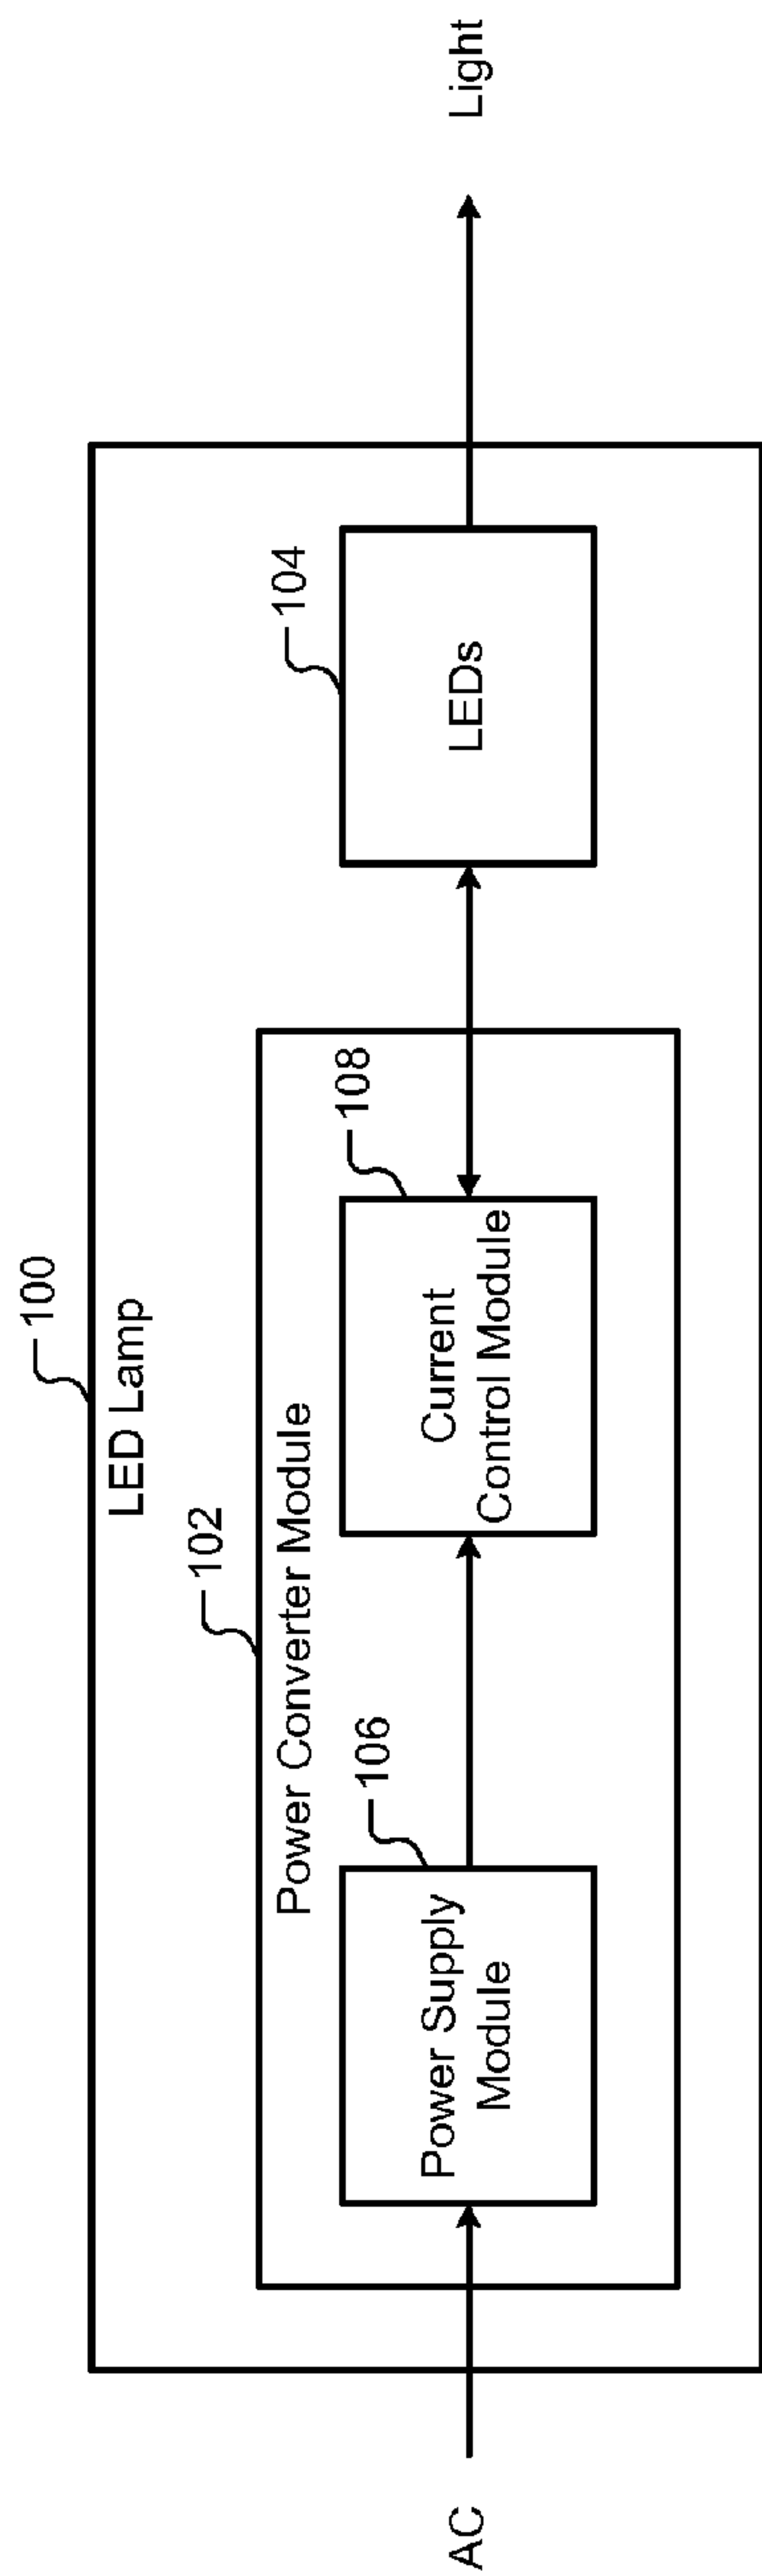 100
LED Lamp
102
Power Converter Module
106
108
104
AC
Power Supply
Module
Current
Control Module
LEDs
Light